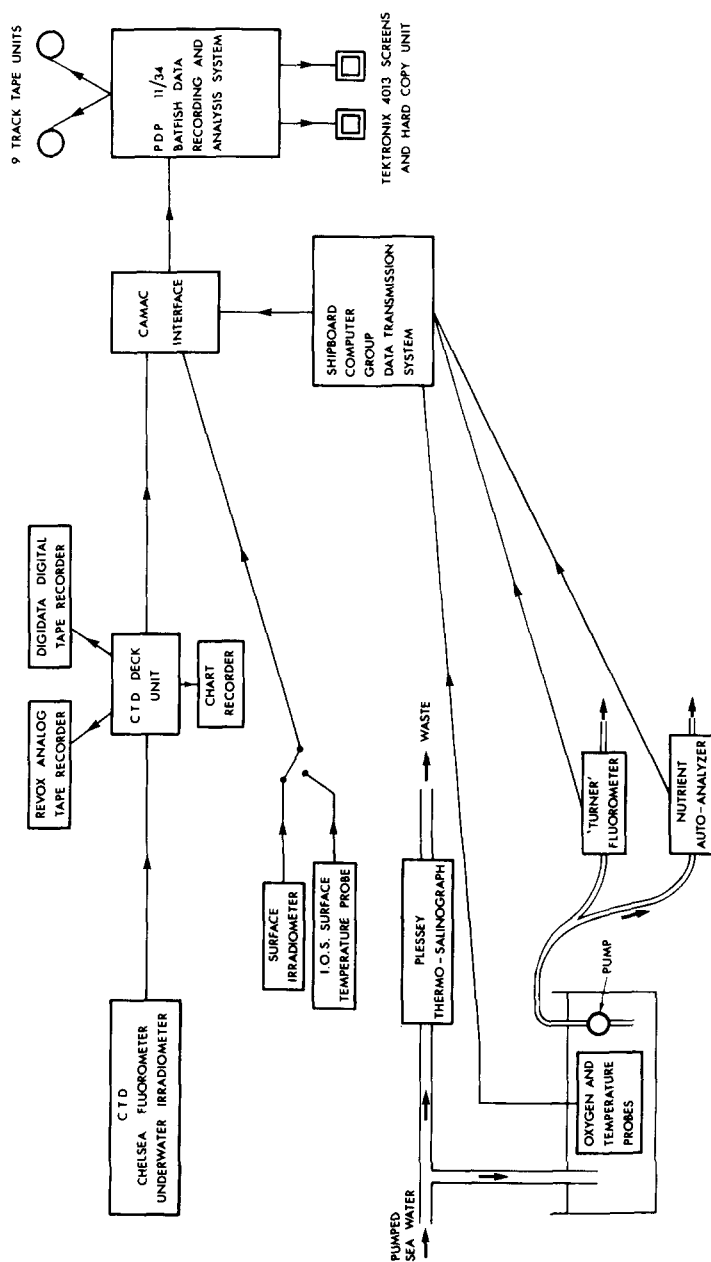 9 TRACK TAPE UNITS
PDP 11/34
BATFISH DATA
RECORDING AND
ANALYSIS SYSTEM
TEKTRONIX 4013 SCREENS
AND HARD COPY UNIT
CAMAC
INTERFACE
SHIPBOARD
COMPUTER
GROUP
DATA TRANSMISSION
SYSTEM
DIGIDATA DIGITAL
TAPE RECORDER
REVOX ANALOG
TAPE RECORDER
CTD DECK
UNIT
CHART
RECORDER
CTD
CHELSEA FLUOROMETER
UNDERWATER IRRADIOMETER
SURFACE
IRRADIOMETER
I.O.S. SURFACE
TEMPERATURE PROBE
PUMPED
SEA WATER
PLESSEY
THERMO-SALINOGRAPH
WASTE
OXYGEN AND
TEMPERATURE
PROBES
PUMP
'TURNER'
FLUOROMETER
NUTRIENT
AUTO-ANALYZER